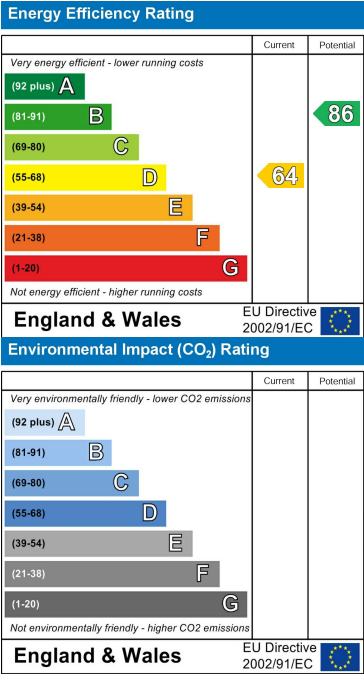 Energy Efficiency Rating
Current Potential
Very energy efficient - lower running costs
(92 plus) A
(81-91) B
86
(69-80) C
(55-68) D
64
(39-54) E
(21-38) F
(1-20) G
Not energy efficient - higher running costs
England & Wales
EU Directive
2002/91/EC
Environmental Impact (CO₂) Rating
Current Potential
Very environmentally friendly - lower CO2 emissions
(92 plus) A
(81-91) B
(69-80) C
(55-68) D
(39-54) E
(21-38) F
(1-20) G
Not environmentally friendly - higher CO2 emissions
England & Wales
EU Directive
2002/91/EC